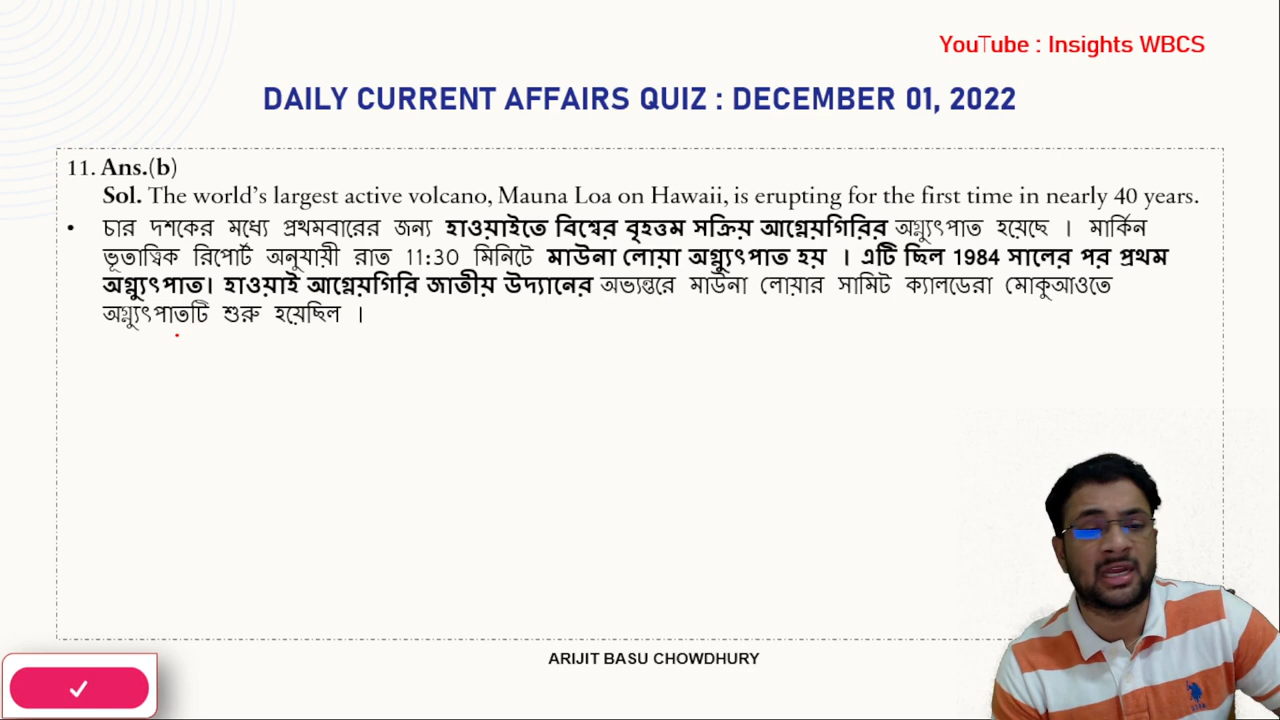 YouTube : Insights WBCS
DAILY CURRENT AFFAIRS QUIZ : DECEMBER 01, 2022
11. Ans.(b)
Sol. The world's largest active volcano, Mauna Loa on Hawaii, is erupting for the first time in nearly 40 years.
• চার দশকের মধ্যে প্রথমবারের জন্য হাওয়াইতে বিশ্বের বৃহত্তম সক্রিয় আগ্নেয়গিরির অগ্ন্যুৎপাত হয়েছে । মার্কিন
ভূতাত্ত্বিক রিপোর্ট অনুযায়ী রাত 11:30 মিনিটে মাউনা লোয়া অগ্ন্যুৎপাত হয় । এটি ছিল 1984 সালের পর প্রথম
অগ্ন্যুৎপাত। হাওয়াই আগ্নেয়গিরি জাতীয় উদ্যানের অভ্যন্তরে মাউনা লোয়ার সামিট ক্যালডেরা মোকুআওতে
অগ্ন্যুৎপাতটি শুরু হয়েছিল ।
ARIJIT BASU CHOWDHURY